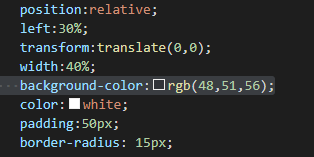 position:relative;
left:30%;
transform:translate(0,0);
width:40%;
background-color:rgb(48,51,56);
color:white;
padding:50px;
border-radius: 15px;